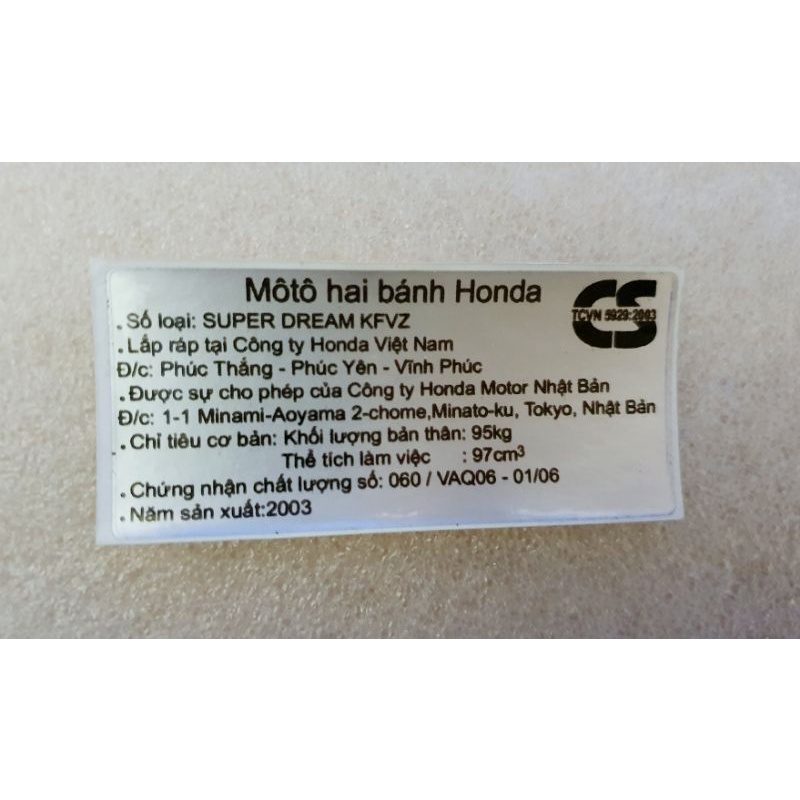 Môtô hai bánh Honda
CS
TCVN 5929:2003
. Số loại: SUPER DREAM KFVZ
. Lắp ráp tại Công ty Honda Việt Nam
Đ/c: Phúc Thắng - Phúc Yên - Vĩnh Phúc
. Được sự cho phép của Công ty Honda Motor Nhật Bản
Đ/c: 1-1 Minami-Aoyama 2-chome,Minato-ku, Tokyo, Nhật Bản
. Chỉ tiêu cơ bản: Khối lượng bản thân: 95kg
Thể tích làm việc : 97cm³
. Chứng nhận chất lượng số: 060 / VAQ06 - 01/06
. Năm sản xuất:2003